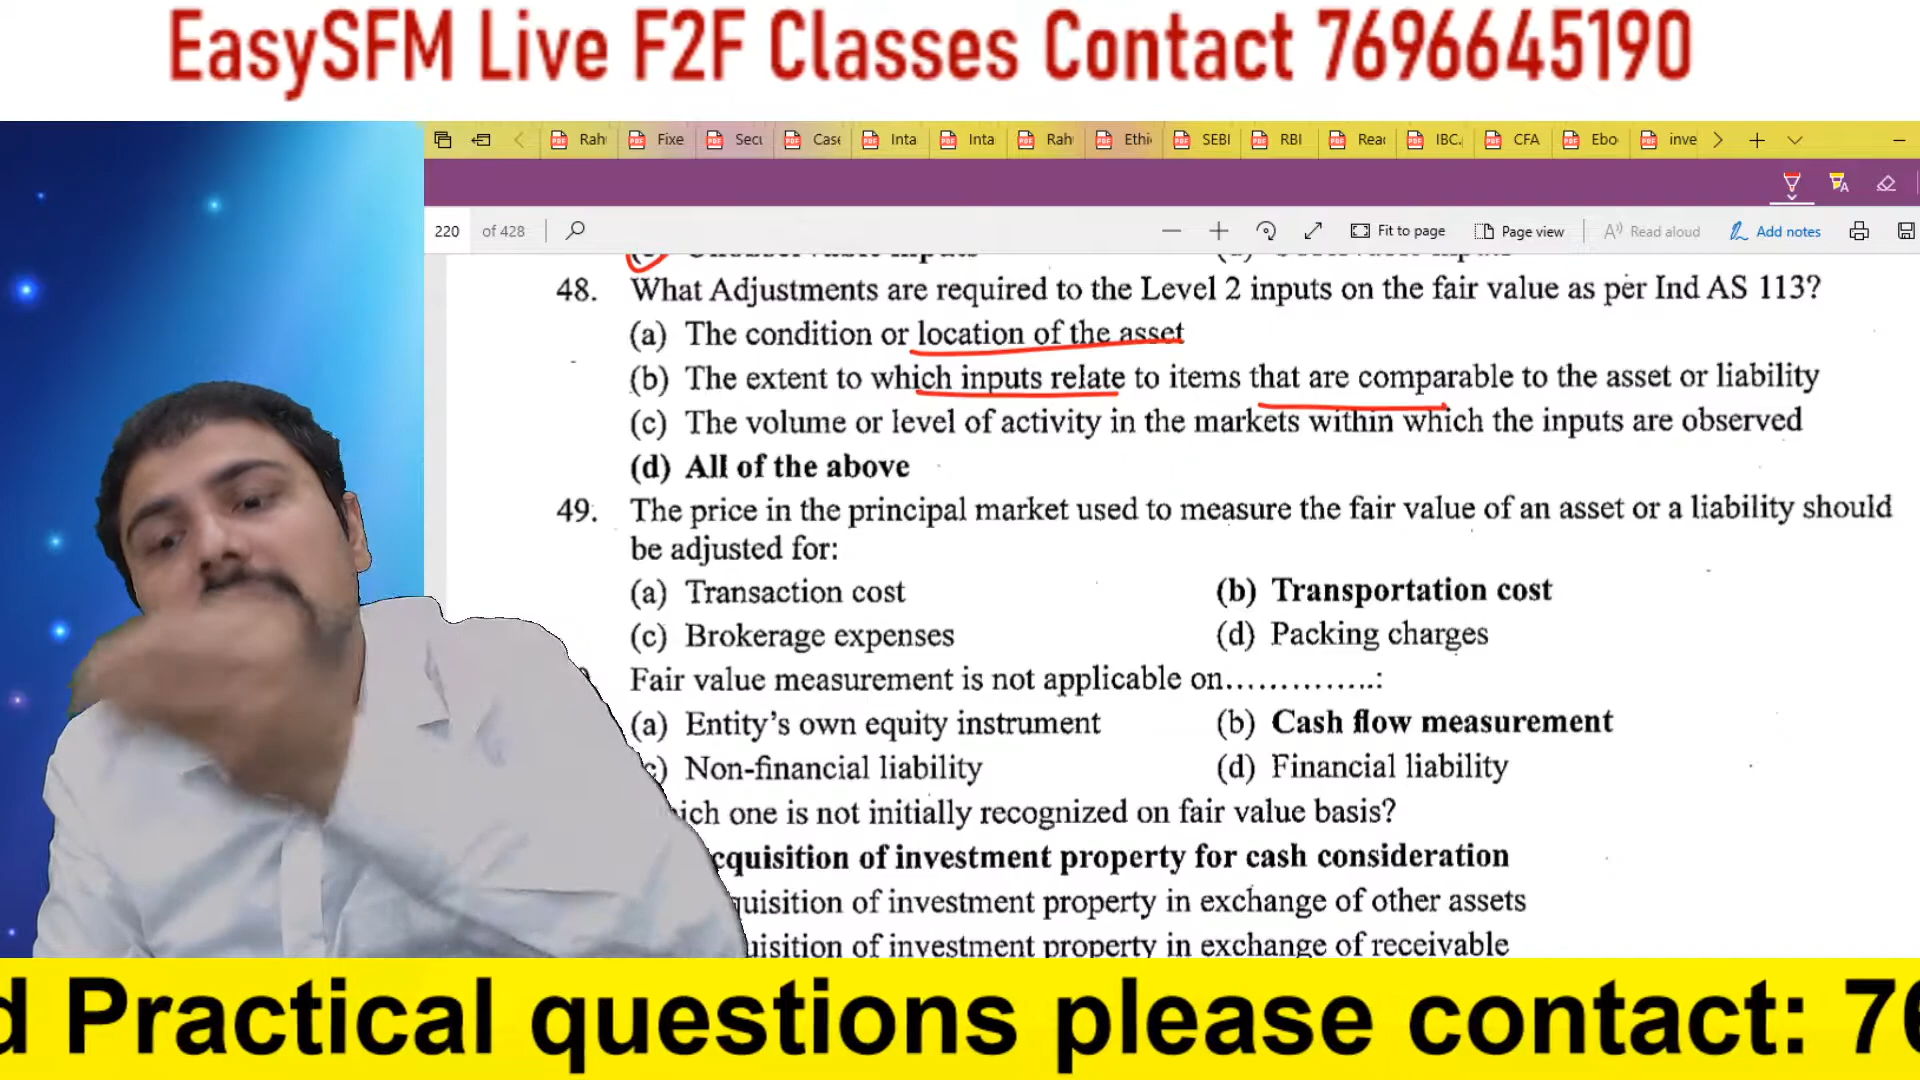 EasySFM Live F2F Classes Contact 7696645190
Rah Fixe Secu Case Inta Inta Rah Ethi SEBI RBI Reac IBC. CFA Ebo inve
220 of 428 Fit to page Page view Read aloud Add notes
48. What Adjustments are required to the Level 2 inputs on the fair value as per Ind AS 113?
(a) The condition or location of the asset
(b) The extent to which inputs relate to items that are comparable to the asset or liability
(c) The volume or level of activity in the markets within which the inputs are observed
(d) All of the above
49. The price in the principal market used to measure the fair value of an asset or a liability should
be adjusted for:
(a) Transaction cost (b) Transportation cost
(c) Brokerage expenses (d) Packing charges
Fair value measurement is not applicable on..............:
(a) Entity's own equity instrument (b) Cash flow measurement
c) Non-financial liability (d) Financial liability
ich one is not initially recognized on fair value basis?
cquisition of investment property for cash consideration
quisition of investment property in exchange of other assets
uisition of investment property in exchange of receivable
d Practical questions please contact: 76